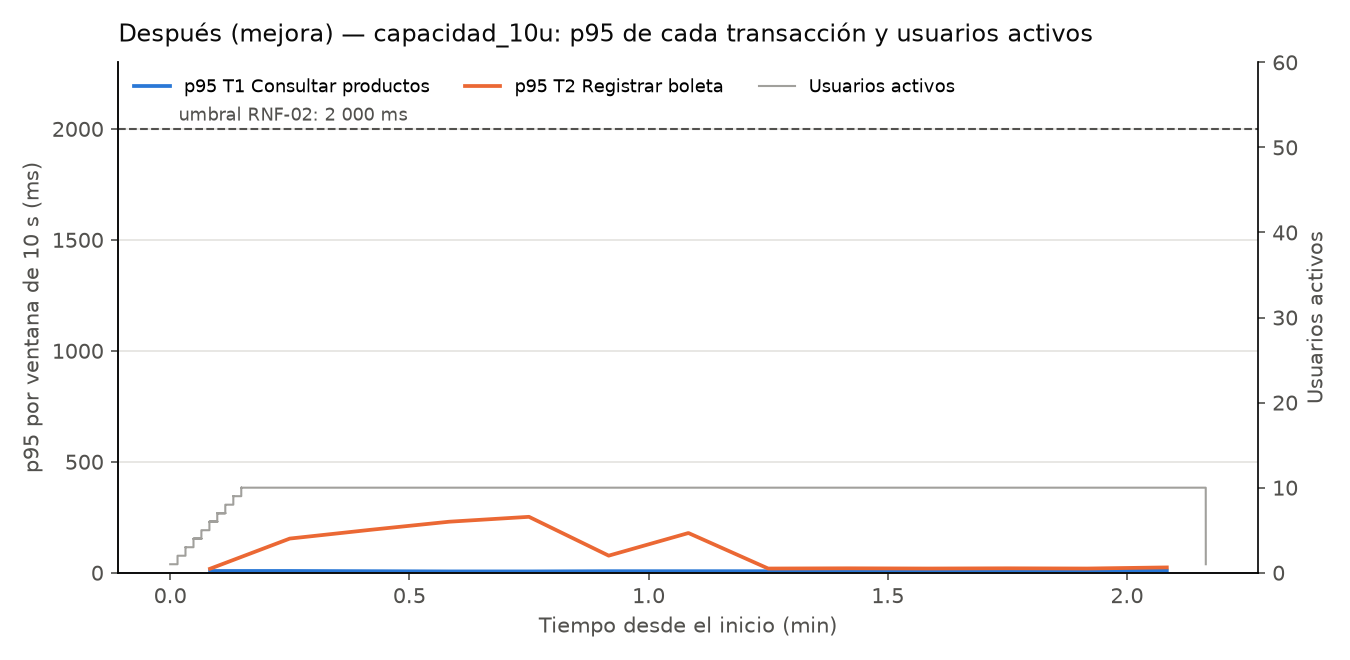 Después (mejora) — capacidad_10u: p95 de cada transacción y usuarios activos
p95 T1 Consultar productos
p95 T2 Registrar boleta
Usuarios activos
umbral RNF-02: 2 000 ms
p95 por ventana de 10 s (ms)
2000
1500
1000
500
0
60
50
40
30
20
10
0
Usuarios activos
0.0
0.5
1.0
1.5
2.0
Tiempo desde el inicio (min)